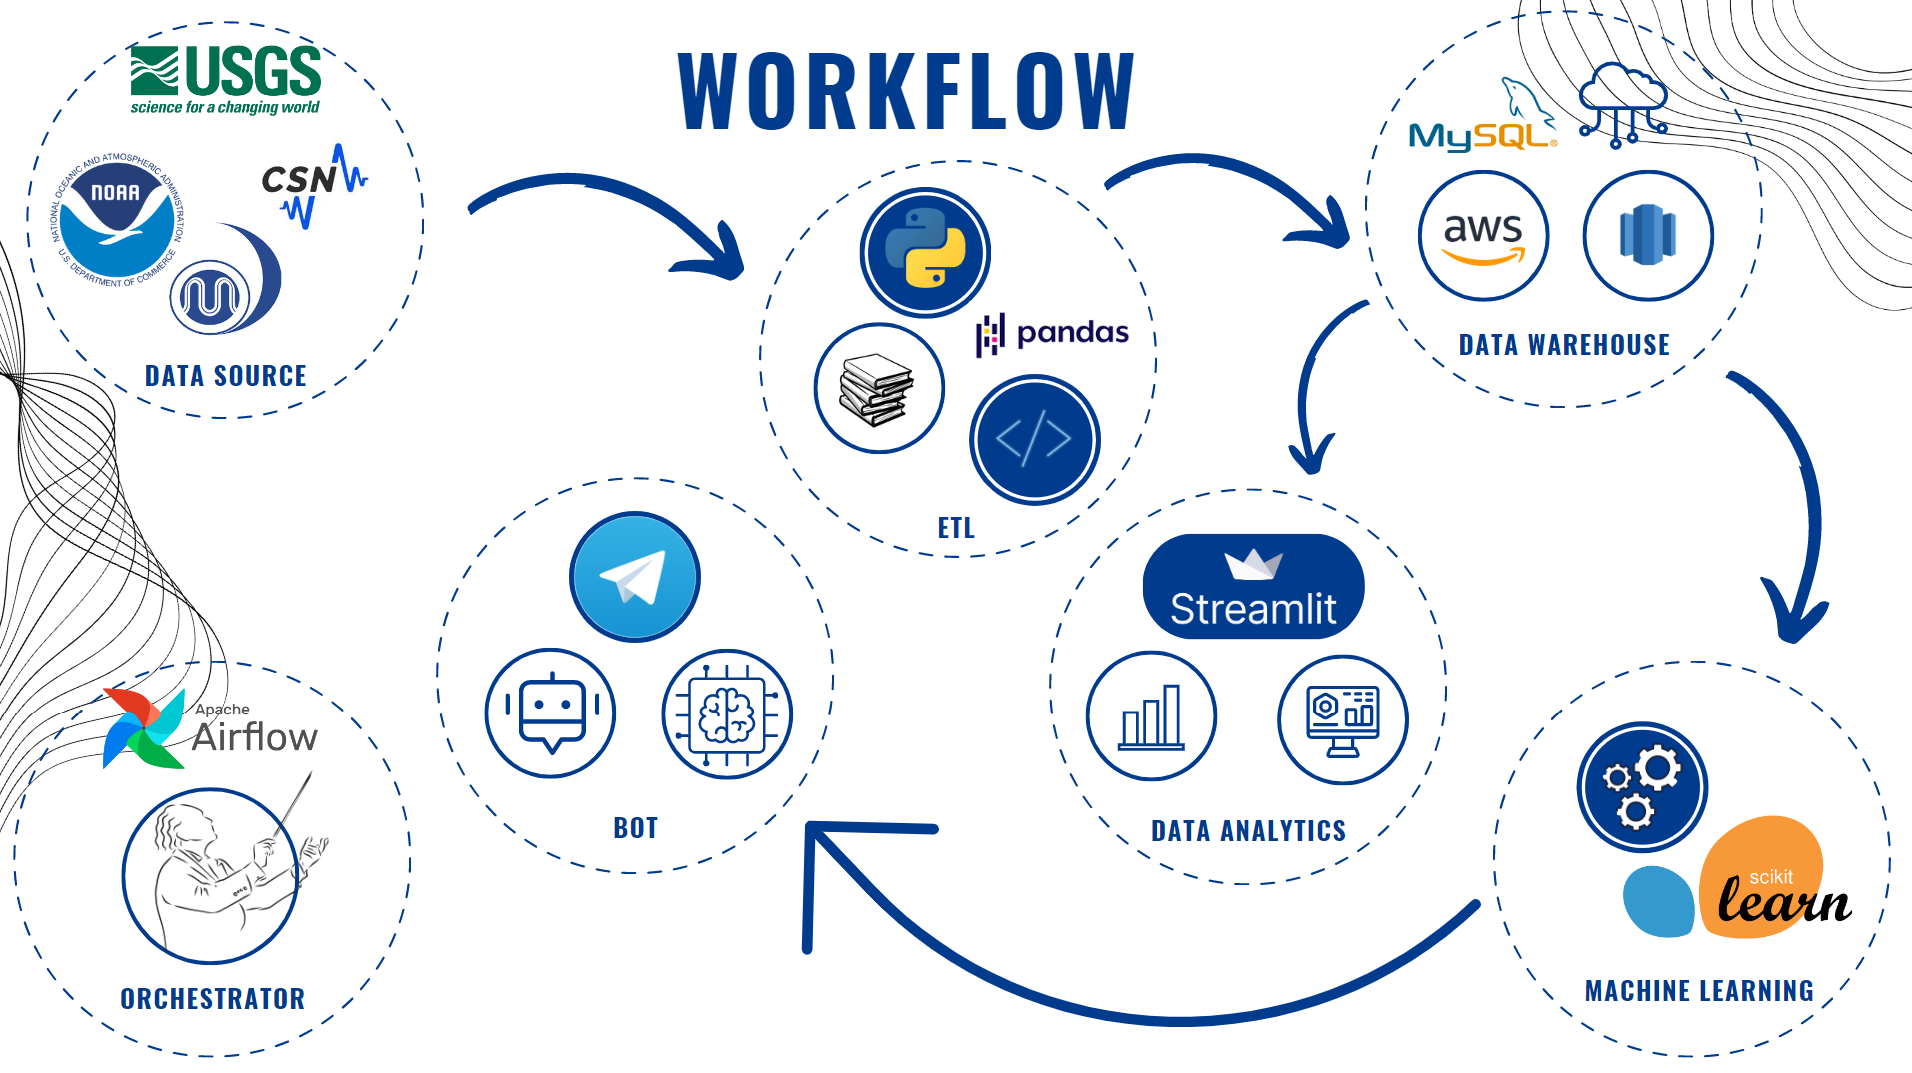 WORKFLOW
USGS
science for a changing world
NATIONAL OCEANIC AND ATMOSPHERIC ADMINISTRATION
NOAA
U.S. DEPARTMENT OF COMMERCE
CSN
DATA SOURCE
pandas
</>
ETL
MySQL®
aws
DATA WAREHOUSE
BOT
Streamlit
DATA ANALYTICS
Apache
Airflow
ORCHESTRATOR
scikit
learn
MACHINE LEARNING